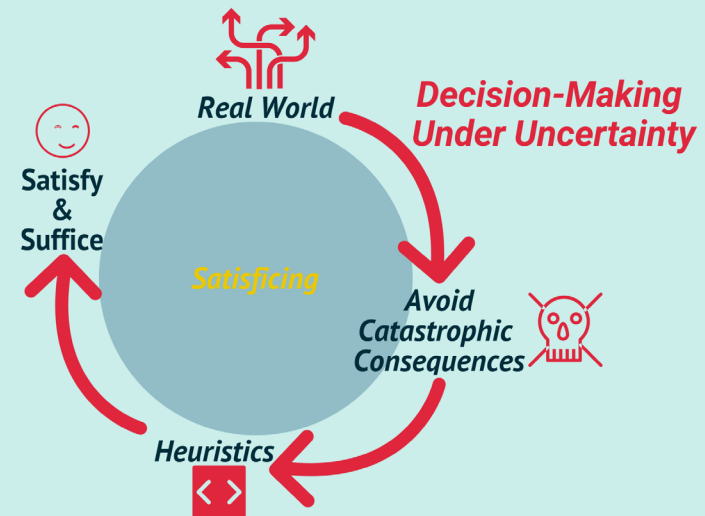 Real World
Decision-Making
Under Uncertainty
Satisfy
&
Suffice
Satisficing
Avoid
Catastrophic
Consequences
Heuristics